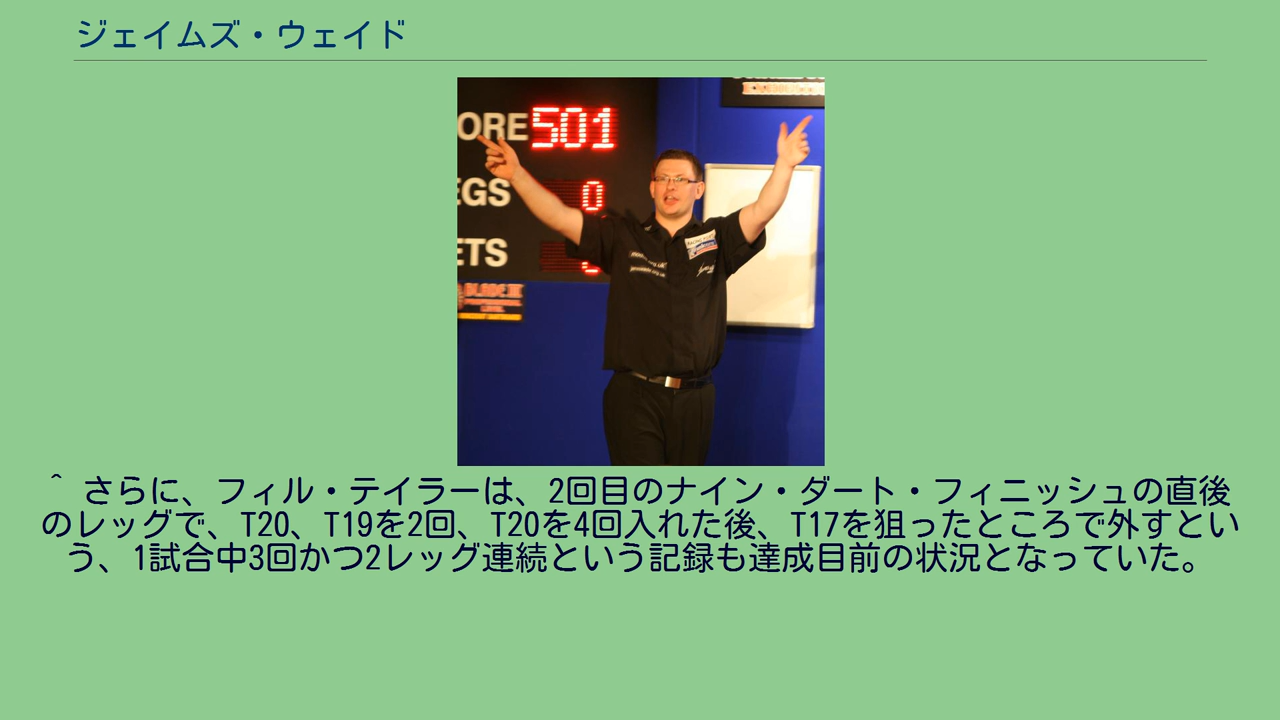 ジェイムズ・ウェイド
ORE 501
EGS 0
ETS
^ さらに、フィル・テイラーは、2回目のナイン・ダート・フィニッシュの直後
のレッグで、T20、T19を2回、T20を4回入れた後、T17を狙ったところで外すとい
う、1試合中3回かつ2レッグ連続という記録も達成目前の状況となっていた。